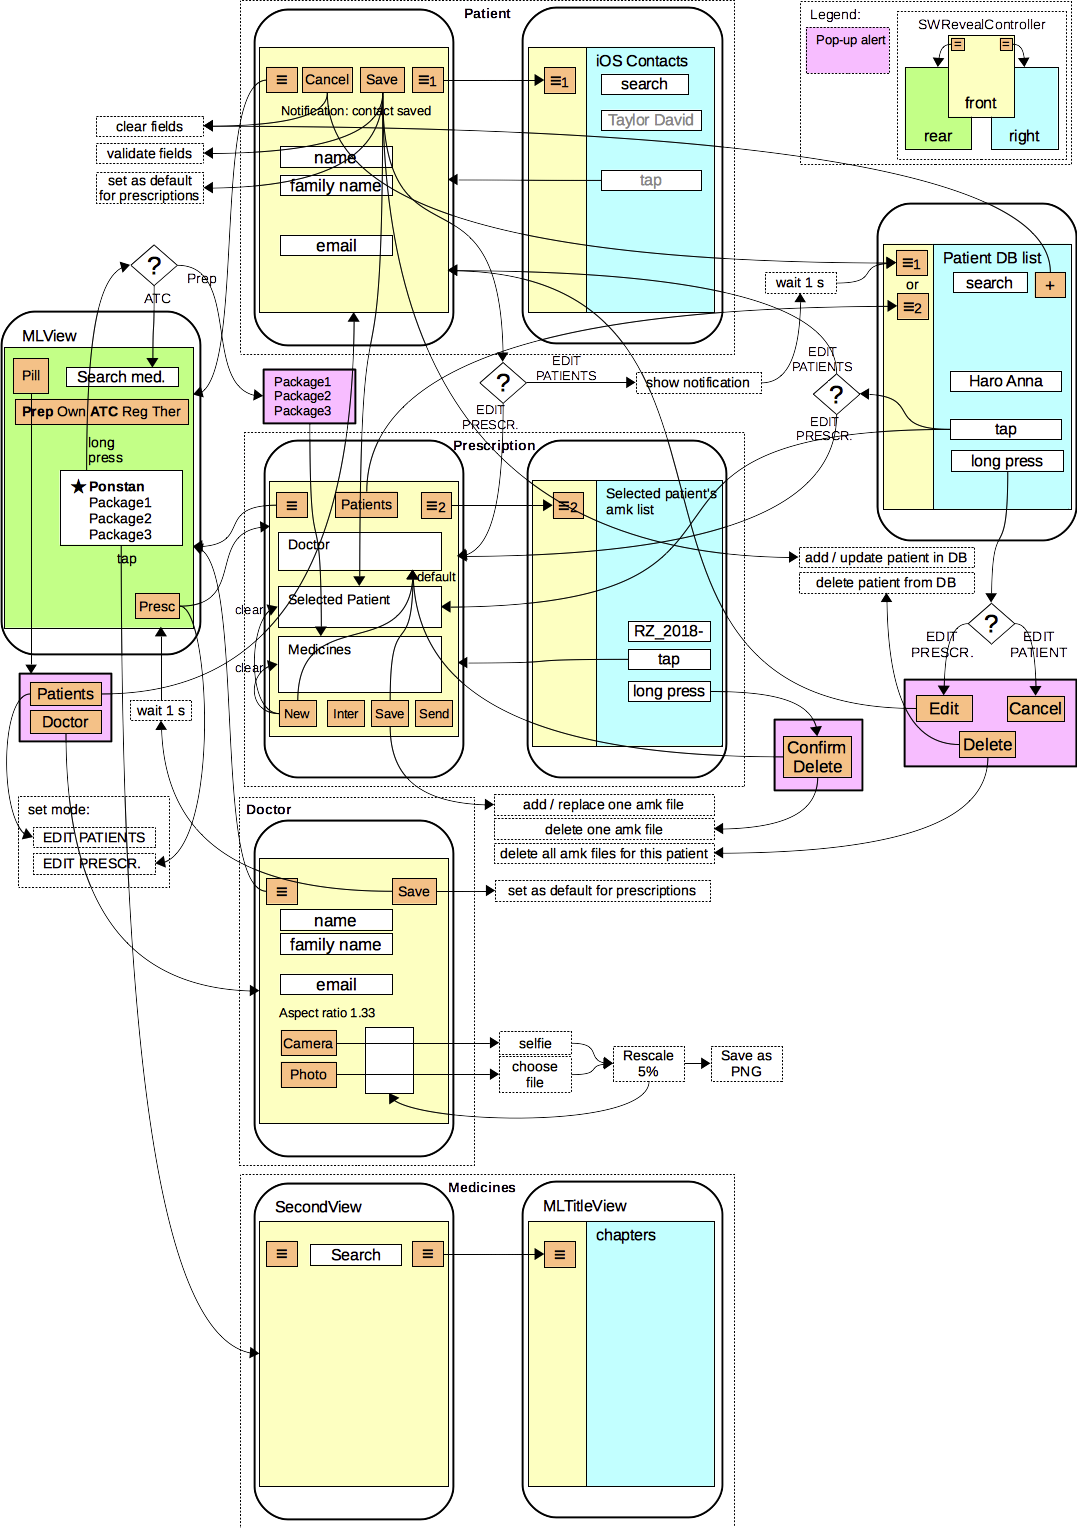 Patient
Legend:
Pop-up alert
SWRevealController
=
=
front
rear
right
≡
Cancel
Save
≡1
Notification: contact saved
name
family name
email
≡1
iOS Contacts
search
Taylor David
tap
clear fields
validate fields
set as default
for prescriptions
?
Prep
ATC
≡1
or
≡2
Patient DB list
search
+
Haro Anna
tap
long press
wait 1 s
MLView
Pill
Search med.
Prep Own ATC Reg Ther
long
press
★ Ponstan
Package1
Package2
Package3
tap
Presc
Package1
Package2
Package3
?
EDIT
PATIENTS
EDIT
PRESCR.
show notification
EDIT
PATIENTS
?
EDIT
PRESCR.
Prescription
≡
Patients
≡2
Doctor
default
clear
Selected Patient
clear
Medicines
New
Inter
Save
Send
≡2
Selected patient's
amk list
RZ_2018-
tap
long press
add / update patient in DB
delete patient from DB
?
EDIT
PRESCR.
EDIT
PATIENT
Edit
Cancel
Delete
Patients
Doctor
wait 1 s
Confirm
Delete
set mode:
EDIT PATIENTS
EDIT PRESCR.
add / replace one amk file
delete one amk file
delete all amk files for this patient
Doctor
≡
Save
set as default for prescriptions
name
family name
email
Aspect ratio 1.33
Camera
Photo
selfie
choose
file
Rescale
5%
Save as
PNG
Medicines
SecondView
≡
Search
≡
MLTitleView
≡
chapters